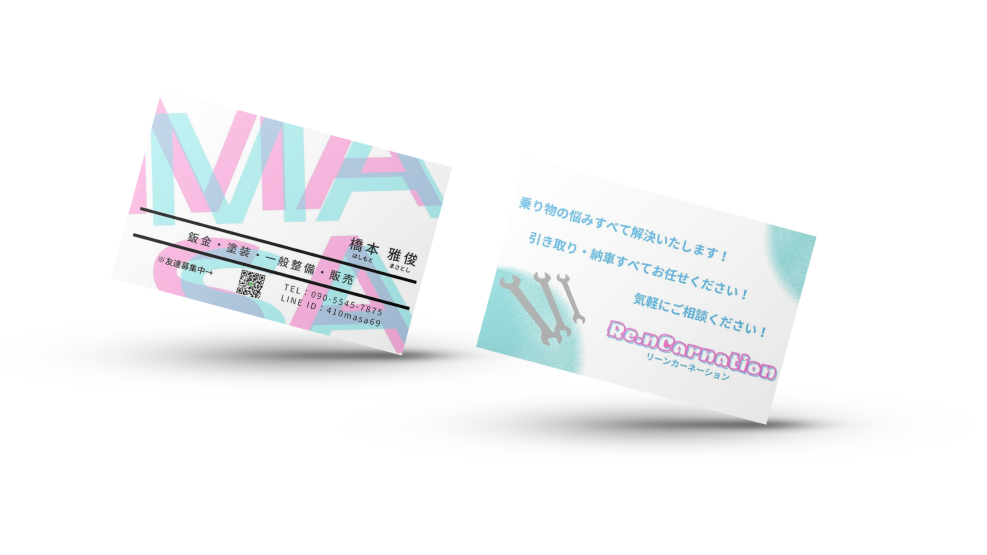 MA
SA
橋本 雅俊
はしもと まさとし
鈑金・塗装・一般整備・販売
※友達募集中→
TEL：090-5545-7875
LINE ID：410masa69
乗り物の悩みすべて解決いたします！
引き取り・納車すべてお任せください！
気軽にご相談ください！
Re.nCarnation
リーンカーネーション